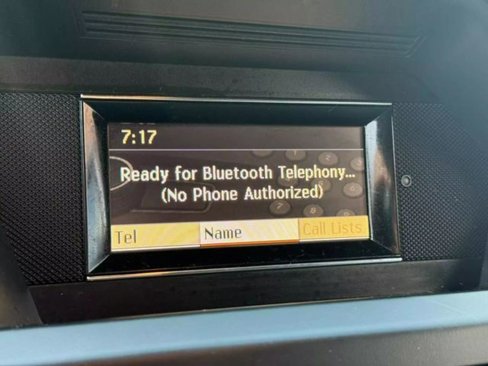 7:17
Ready for Bluetooth Telephony...
(No Phone Authorized)
Tel Name Call Lists